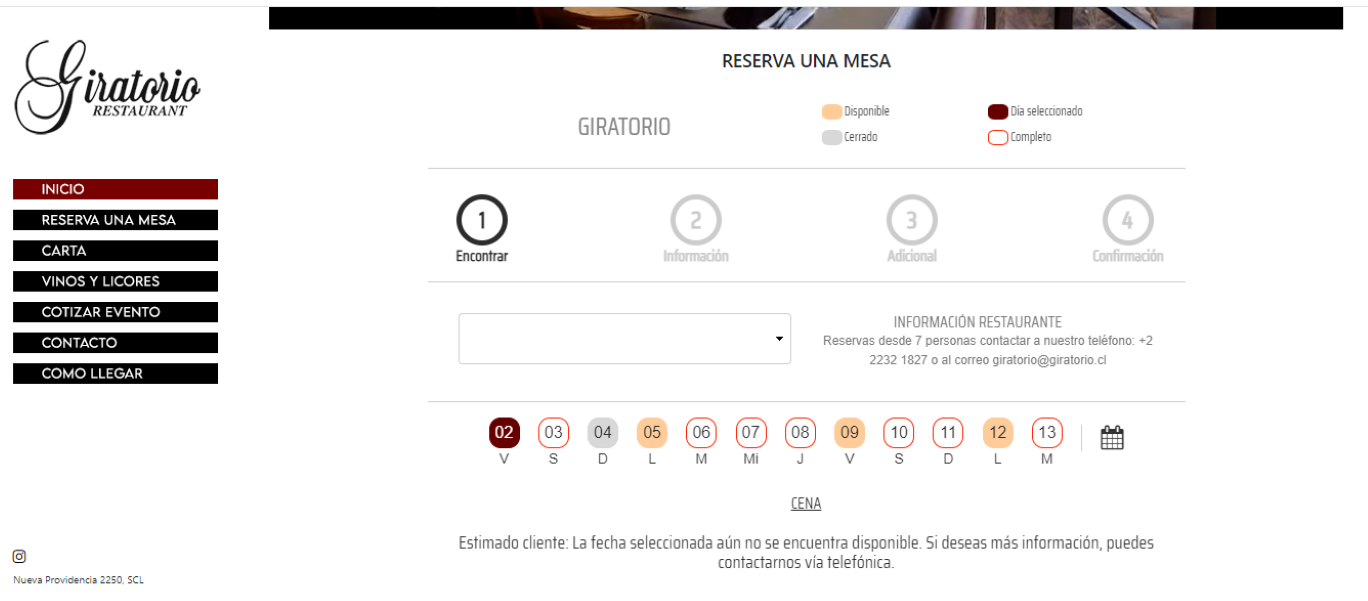 Giratorio
RESTAURANT
INICIO
RESERVA UNA MESA
CARTA
VINOS Y LICORES
COTIZAR EVENTO
CONTACTO
COMO LLEGAR
Nueva Providencia 2250, SCL
RESERVA UNA MESA
GIRATORIO
Disponible
Día seleccionado
Cerrado
Completo
1
2
3
4
Encontrar
Información
Adicional
Confirmación
INFORMACIÓN RESTAURANTE
Reservas desde 7 personas contactar a nuestro teléfono: +2
2232 1827 o al correo giratorio@giratorio.cl
02 03 04 05 06 07 08 09 10 11 12 13
V S D L M Mi J V S D L M
CENA
Estimado cliente: La fecha seleccionada aún no se encuentra disponible. Si deseas más información, puedes
contactarnos vía telefónica.